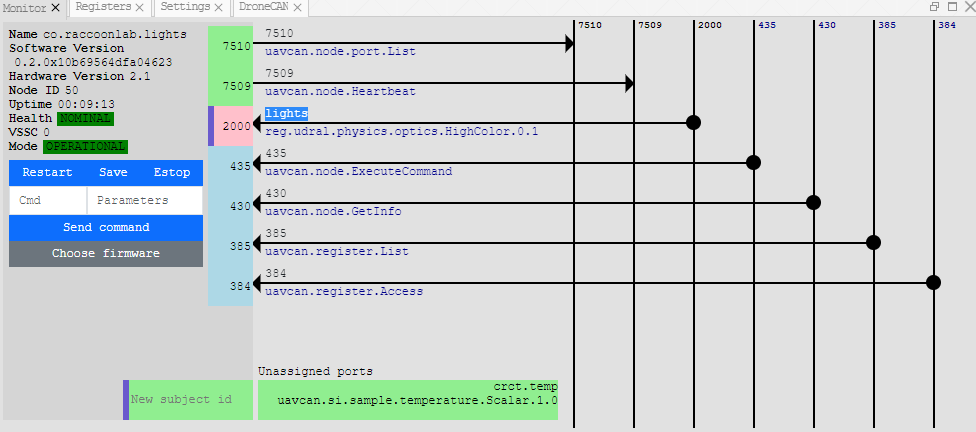 Monitor × Registers × Settings × DroneCAN ×
7510 7509 2000 435 430 385 384
Name co.raccoonlab.lights
Software Version
0.2.0x10b69564dfa04623
Hardware Version 2.1
Node ID 50
Uptime 00:09:13
Health NOMINAL
VSSC 0
Mode OPERATIONAL
Restart Save Estop
Cmd Parameters
Send command
Choose firmware
7510
7510
uavcan.node.port.List
7509
7509
uavcan.node.Heartbeat
2000
lights
reg.udral.physics.optics.HighColor.0.1
435
435
uavcan.node.ExecuteCommand
430
430
uavcan.node.GetInfo
385
385
uavcan.register.List
384
384
uavcan.register.Access
Unassigned ports
New subject id
crct.temp
uavcan.si.sample.temperature.Scalar.1.0